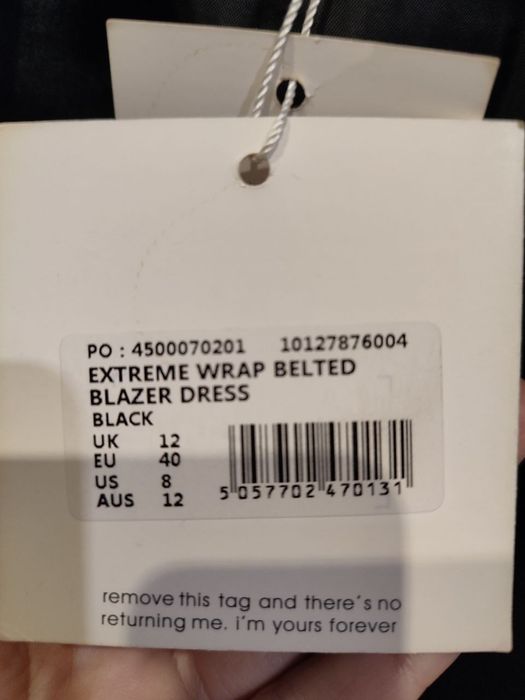 PO : 4500070201 10127876004
EXTREME WRAP BELTED
BLAZER DRESS
BLACK
UK 12
EU 40
US 8
AUS 12
5 057702 470131
remove this tag and there's no
returning me. i'm yours forever